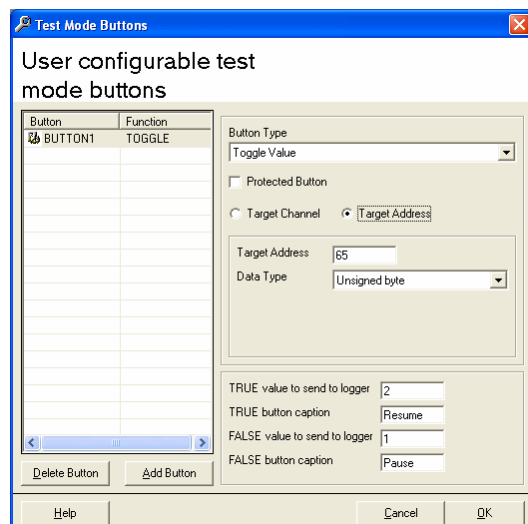 Test Mode Buttons
User configurable test
mode buttons
Button Function
BUTTON1 TOGGLE
Button Type
Toggle Value
Protected Button
Target Channel Target Address
Target Address 65
Data Type Unsigned byte
TRUE value to send to logger 2
TRUE button caption Resume
FALSE value to send to logger 1
FALSE button caption Pause
Delete Button Add Button
Help Cancel OK